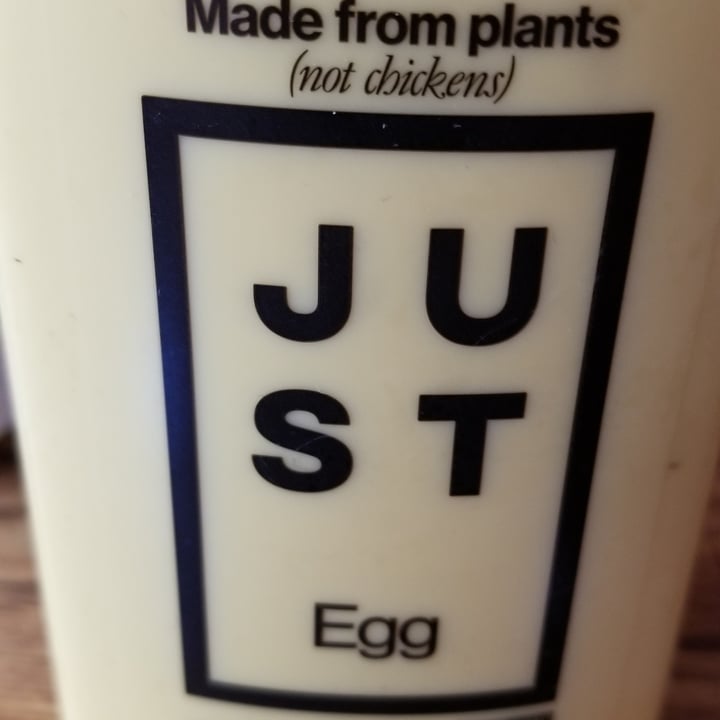 Made from plants
(not chickens)
JU
ST
Egg